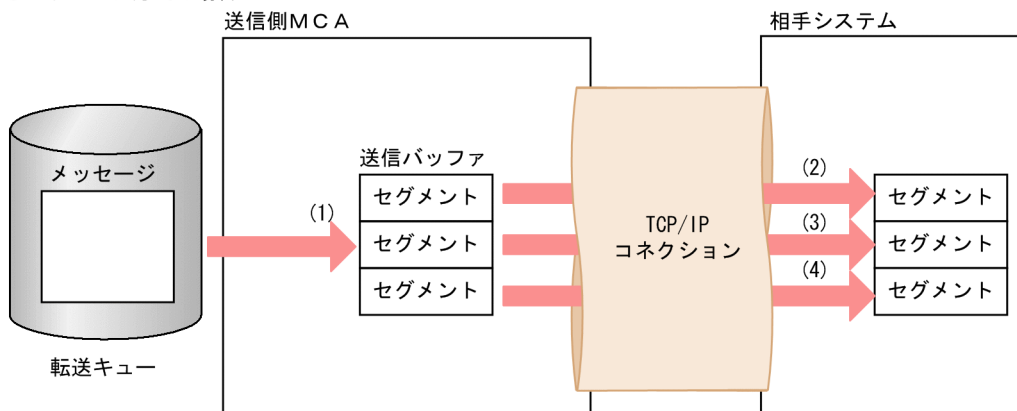 送信側ＭＣＡ
相手システム
メッセージ
送信バッファ
(1)
セグメント
セグメント
セグメント
TCP/IP
コネクション
(2)
(3)
(4)
セグメント
セグメント
セグメント
転送キュー